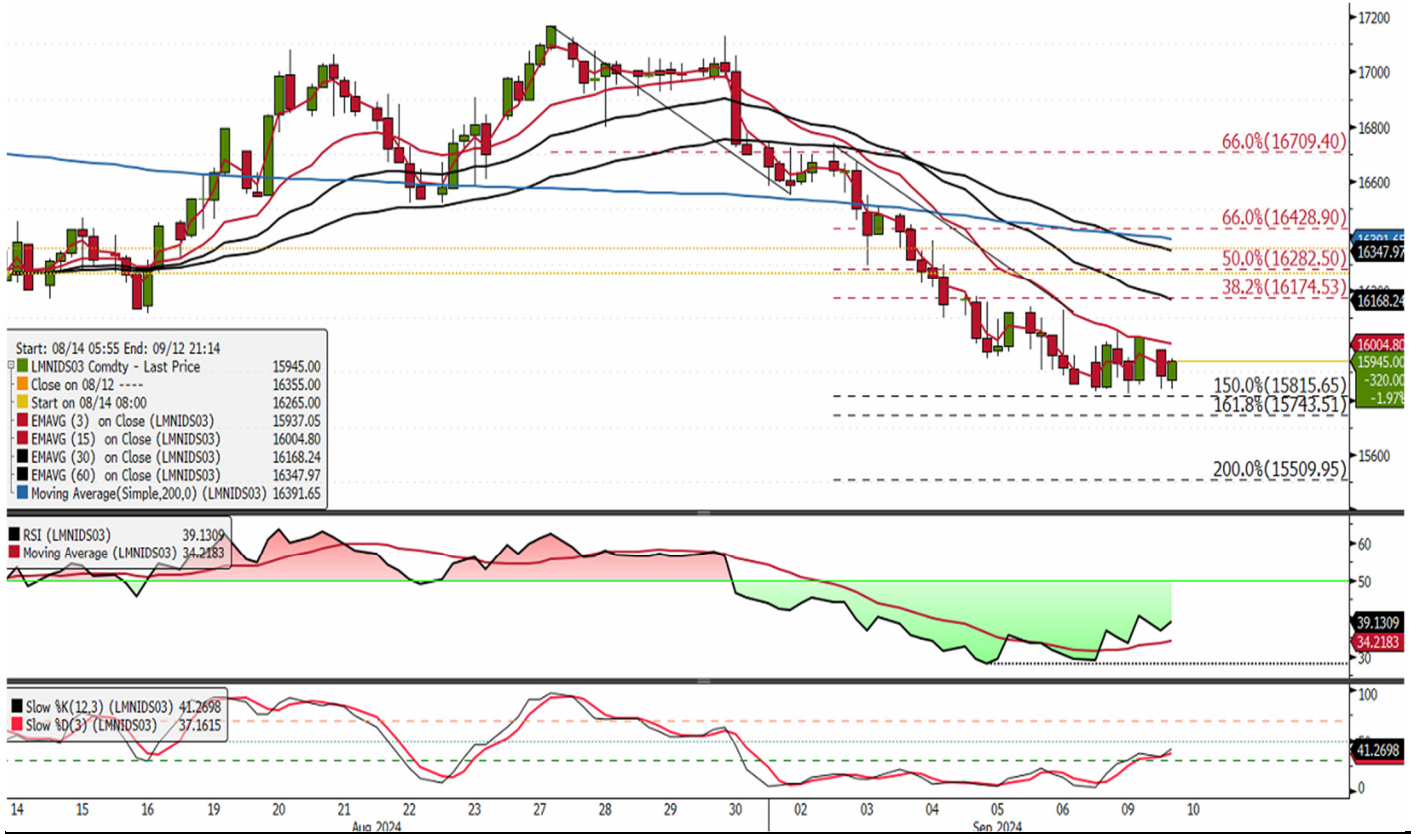 17200
17000
16800
66.0%(16709.40)
16600
66.0%(16428.90)
16391.65
16347.97
50.0%(16282.50)
38.2%(16174.53)
16200
16168.24
16004.80
15945.00
-320.00
-1.97%
150.0%(15815.65)
161.8%(15743.51)
15600
200.0%(15509.95)
Start: 08/14 05:55 End: 09/12 21:14
LMNIDS03 Comdty - Last Price 15945.00
Close on 08/12 ---- 16355.00
Start on 08/14 08:00 16265.00
EMAVG (3) on Close (LMNIDS03) 15937.05
EMAVG (15) on Close (LMNIDS03) 16004.80
EMAVG (30) on Close (LMNIDS03) 16168.24
EMAVG (60) on Close (LMNIDS03) 16347.97
Moving Average(Simple,200,0) (LMNIDS03) 16391.65
RSI (LMNIDS03) 39.1309
Moving Average (LMNIDS03) 34.2183
60
50
39.1309
34.2183
30
Slow %K(12,3) (LMNIDS03) 41.2698
Slow %D(3) (LMNIDS03) 37.1615
100
50
41.2698
0
14 15 16 19 20 21 22 23 27 28 29 30 02 03 04 05 06 09 10
Aug 2024 Sep 2024